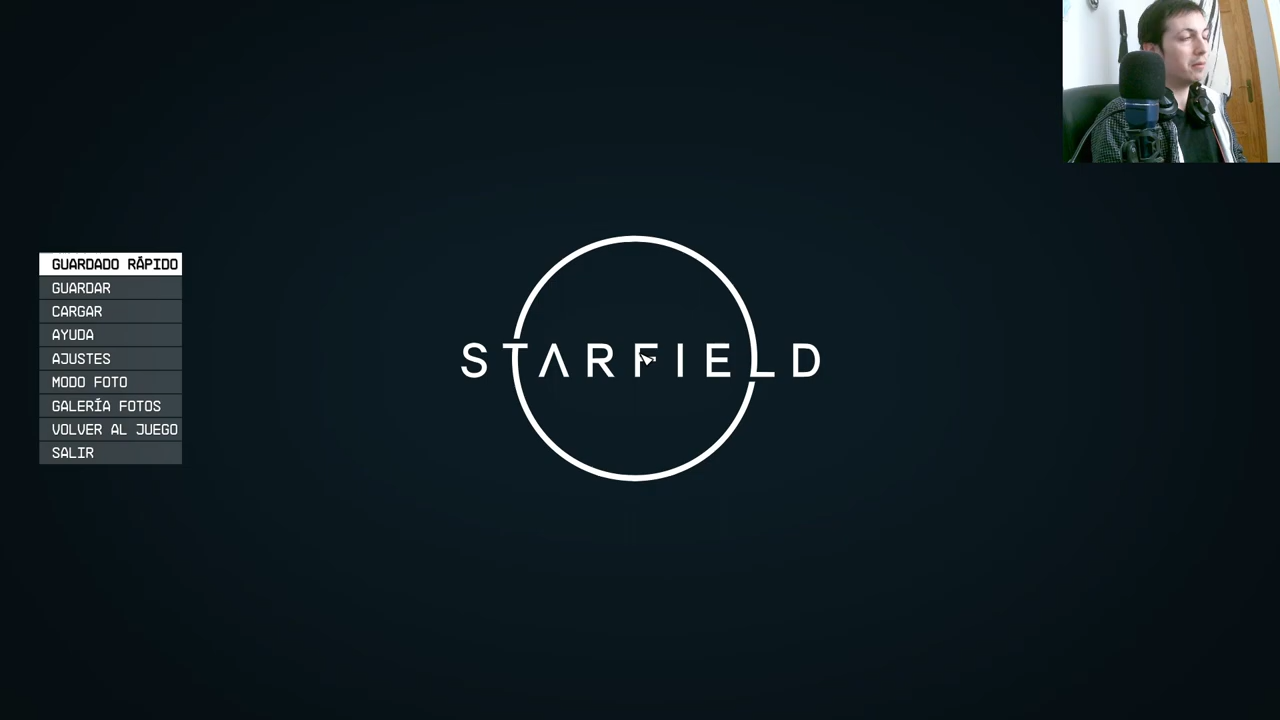 GUARDADO RÁPIDO
GUARDAR
CARGAR
AYUDA
AJUSTES
MODO FOTO
GALERÍA FOTOS
VOLVER AL JUEGO
SALIR
STARFIELD